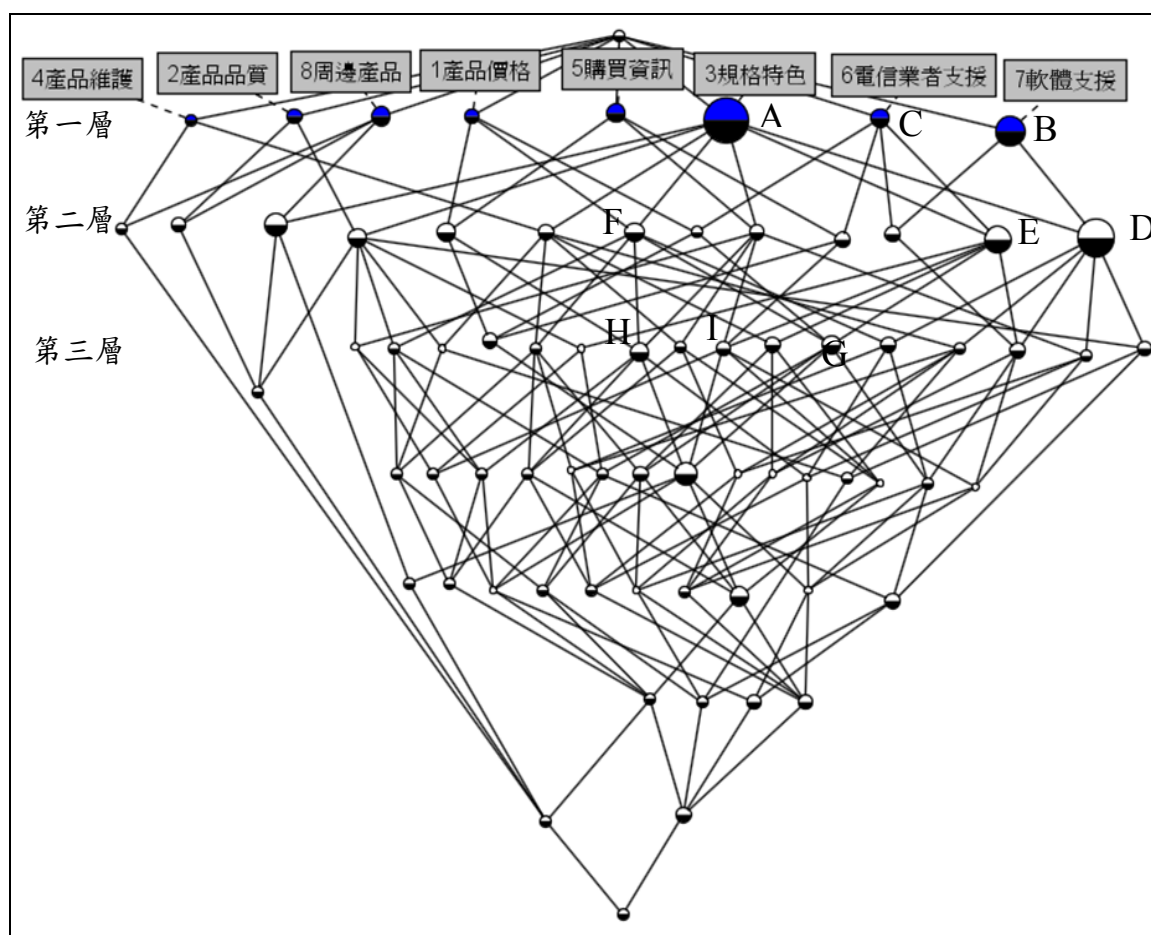 4產品維護
2產品品質
8周邊產品
1產品價格
5購買資訊
3規格特色
6電信業者支援
7軟體支援
第一層
A
C
B
第二層
F
E
D
第三層
H
I
G